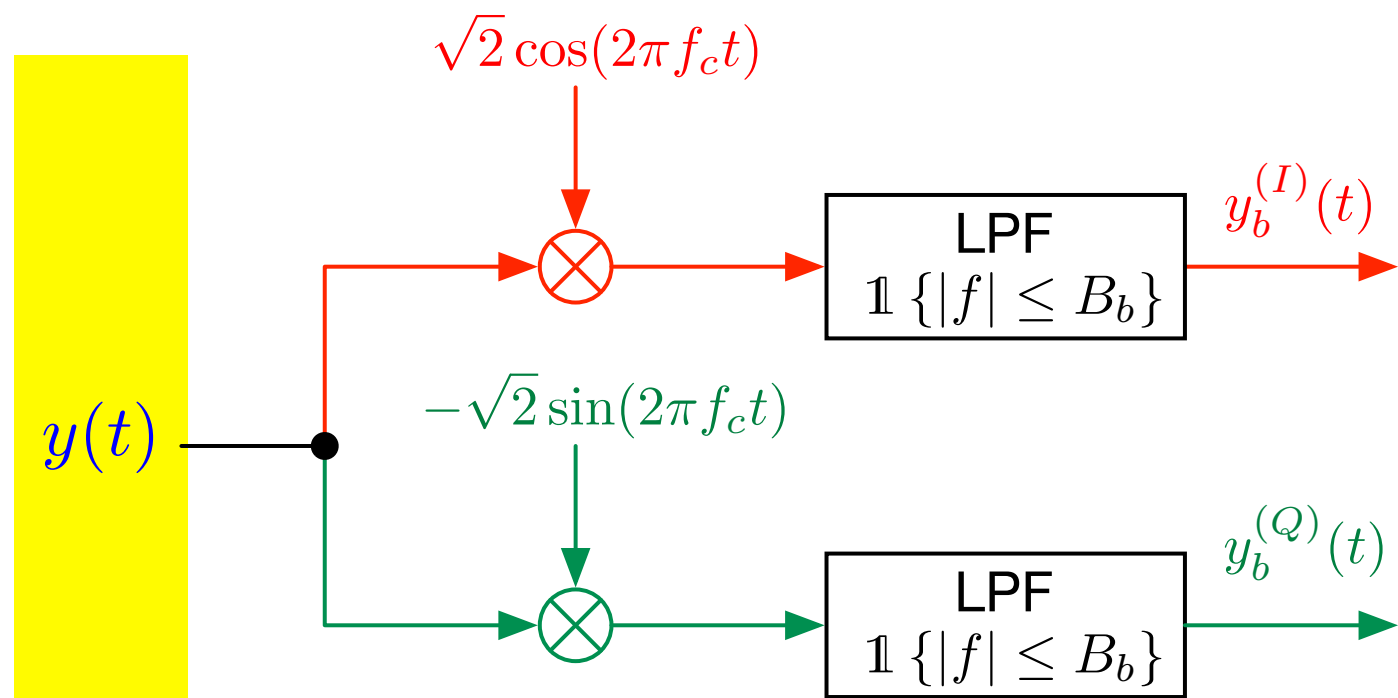 √2 cos(2πf_c t)
y_b^{(I)}(t)
LPF
𝟙 {|f| ≤ B_b}
y(t)
−√2 sin(2πf_c t)
y_b^{(Q)}(t)
LPF
𝟙 {|f| ≤ B_b}